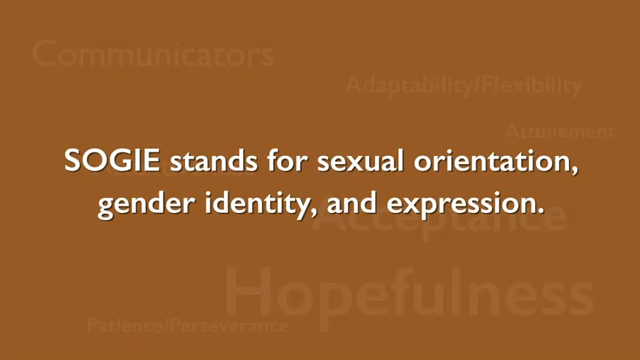 Communicators
Adaptability/Flexibility
Attunement
SOGIE stands for sexual orientation,
gender identity, and expression.
Acceptance
Hopefulness
Patience/Perseverance